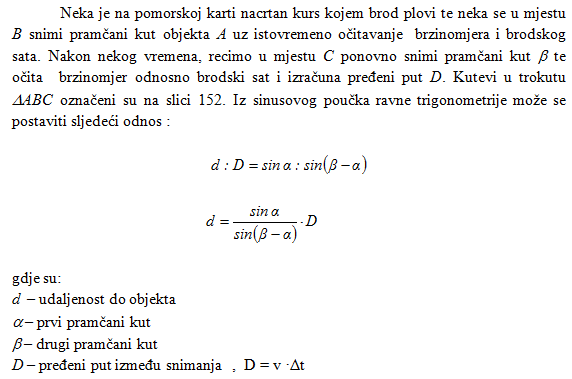 Neka je na pomorskoj karti nacrtan kurs kojem brod plovi te neka se u mjestu
B snimi pramčani kut objekta A uz istovremeno očitavanje brzinomjera i brodskog
sata. Nakon nekog vremena, recimo u mjestu C ponovno snimi pramčani kut β te
očita brzinomjer odnosno brodski sat i izračuna pređeni put D. Kutevi u trokutu
ΔABC označeni su na slici 152. Iz sinusovog poučka ravne trigonometrije može se
postaviti sljedeći odnos :
d : D = sin α : sin(β − α)
d = sin α / sin(β − α) · D
gdje su:
d – udaljenost do objekta
α – prvi pramčani kut
β – drugi pramčani kut
D – pređeni put između snimanja , D = v ·Δt